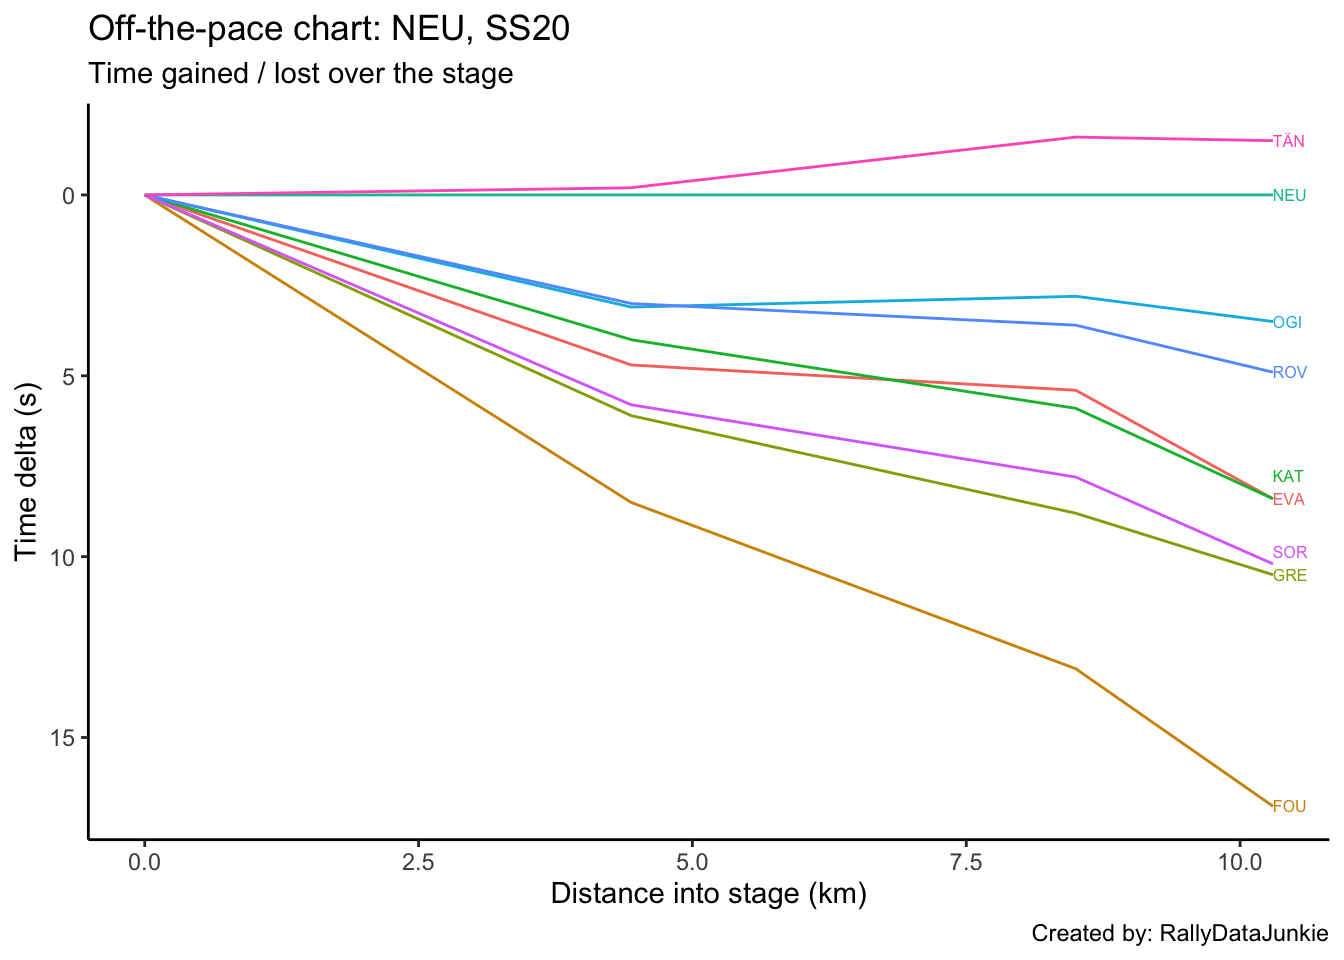 Off-the-pace chart: NEU, SS20
Time gained / lost over the stage
TÄN
0
NEU
OGI
ROV
5
KAT
EVA
SOR
10
GRE
15
FOU
Time delta (s)
0.0 2.5 5.0 7.5 10.0
Distance into stage (km)
Created by: RallyDataJunkie